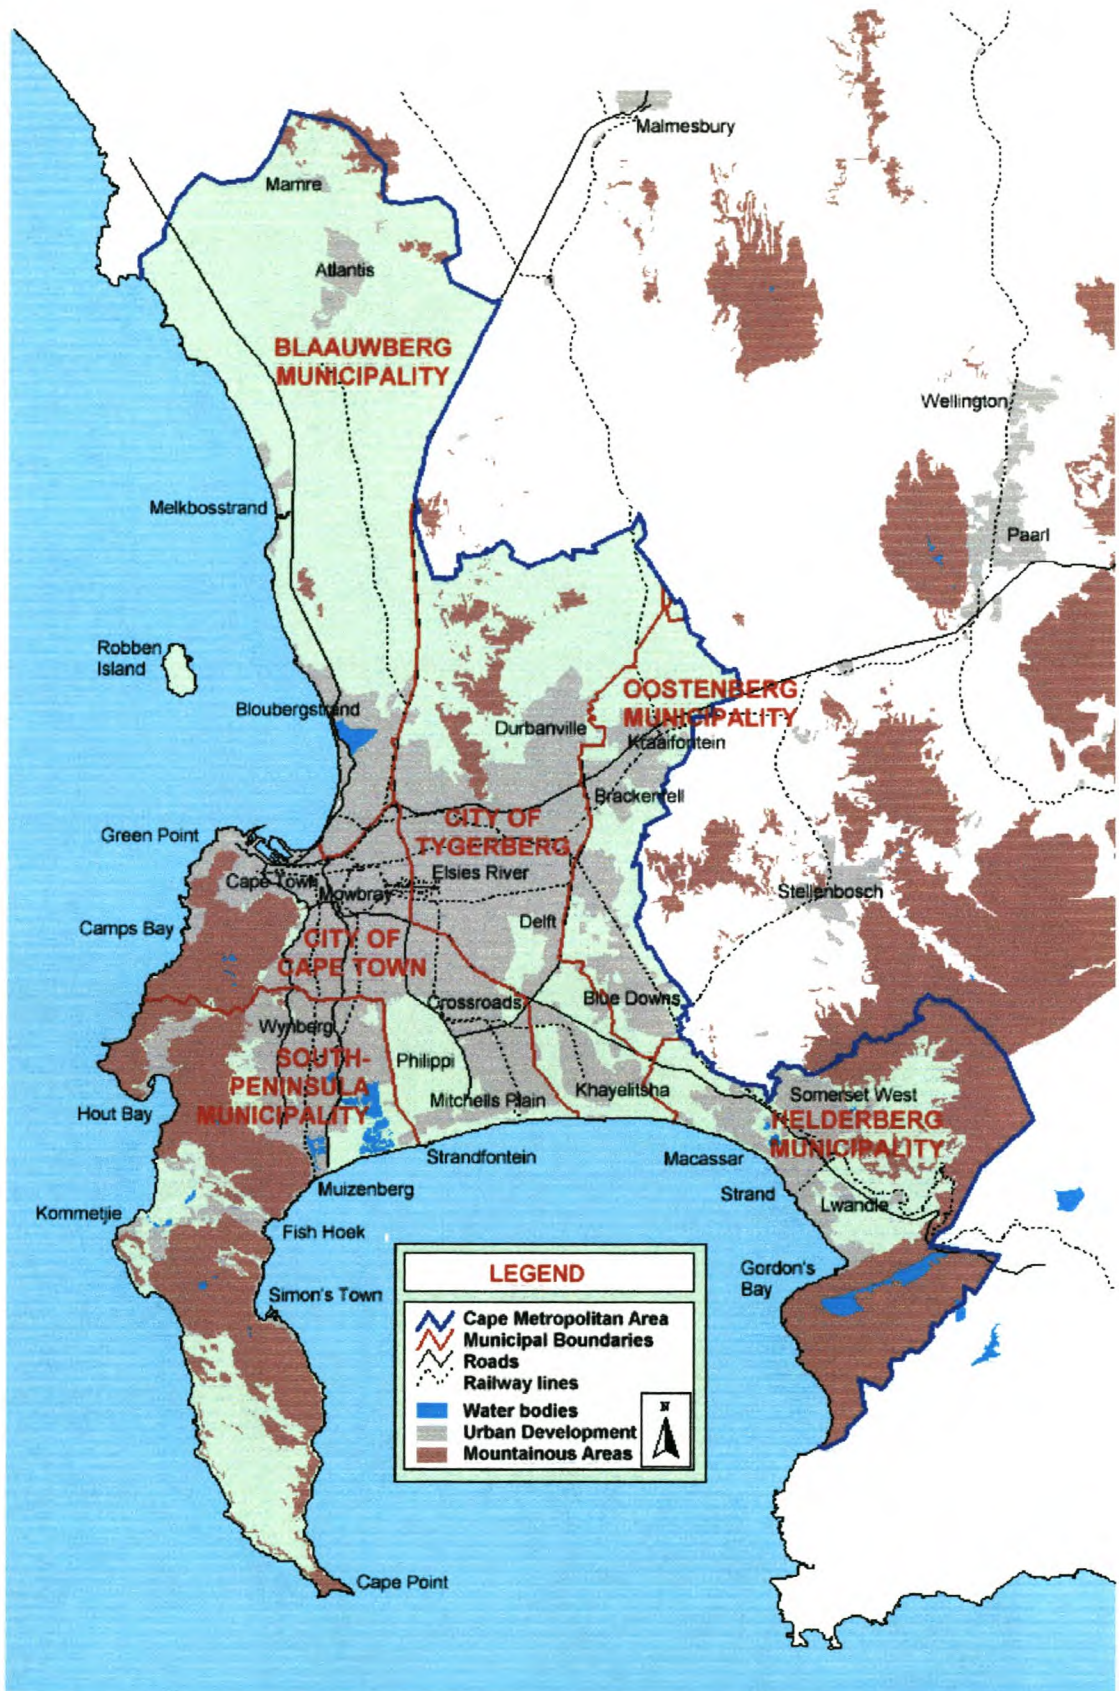 Malmesbury
Mamre
Atlantis
BLAAUWBERG
MUNICIPALITY
Wellington
Melkbosstrand
Paarl
Robben
Island
OOSTENBERG
MUNICIPALITY
Bloubergstrand
Durbanville
Kraaifontein
Brackenfell
CITY OF
TYGERBERG
Green Point
Cape Town
Mowbray
Elsies River
Stellenbosch
Camps Bay
Delft
CITY OF
CAPE TOWN
Crossroads
Blue Downs
Wynberg
SOUTH-
PENINSULA
MUNICIPALITY
Philippi
Mitchells Plain
Khayelitsha
Somerset West
HELDERBERG
MUNICIPALITY
Hout Bay
Strandfontein
Macassar
Muizenberg
Strand
Lwandle
Kommetjie
Fish Hoek
Gordon's
Bay
Simon's Town
LEGEND
Cape Metropolitan Area
Municipal Boundaries
Roads
Railway lines
Water bodies
Urban Development
Mountainous Areas
N
Cape Point